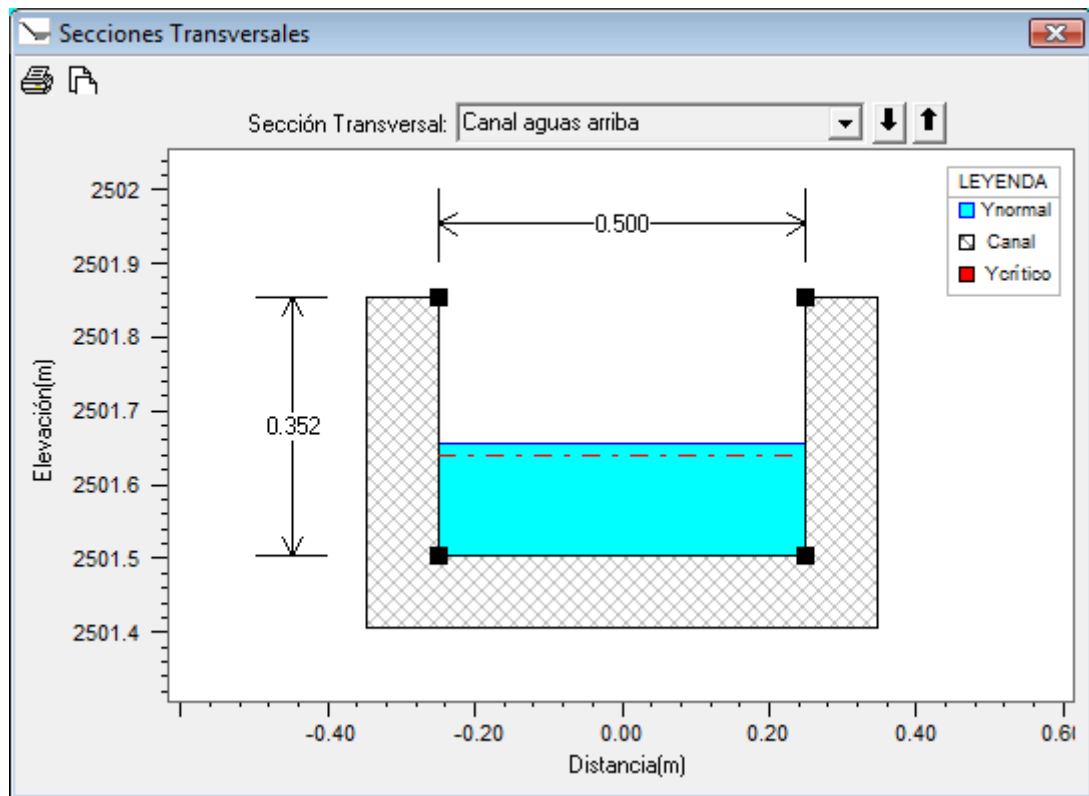 Secciones Transversales
Sección Transversal: Canal aguas arriba
LEYENDA
Ynormal
Canal
Ycrítico
Elevación(m)
2502
2501.9
2501.8
2501.7
2501.6
2501.5
2501.4
0.500
0.352
-0.40 -0.20 0.00 0.20 0.40 0.6
Distancia(m)